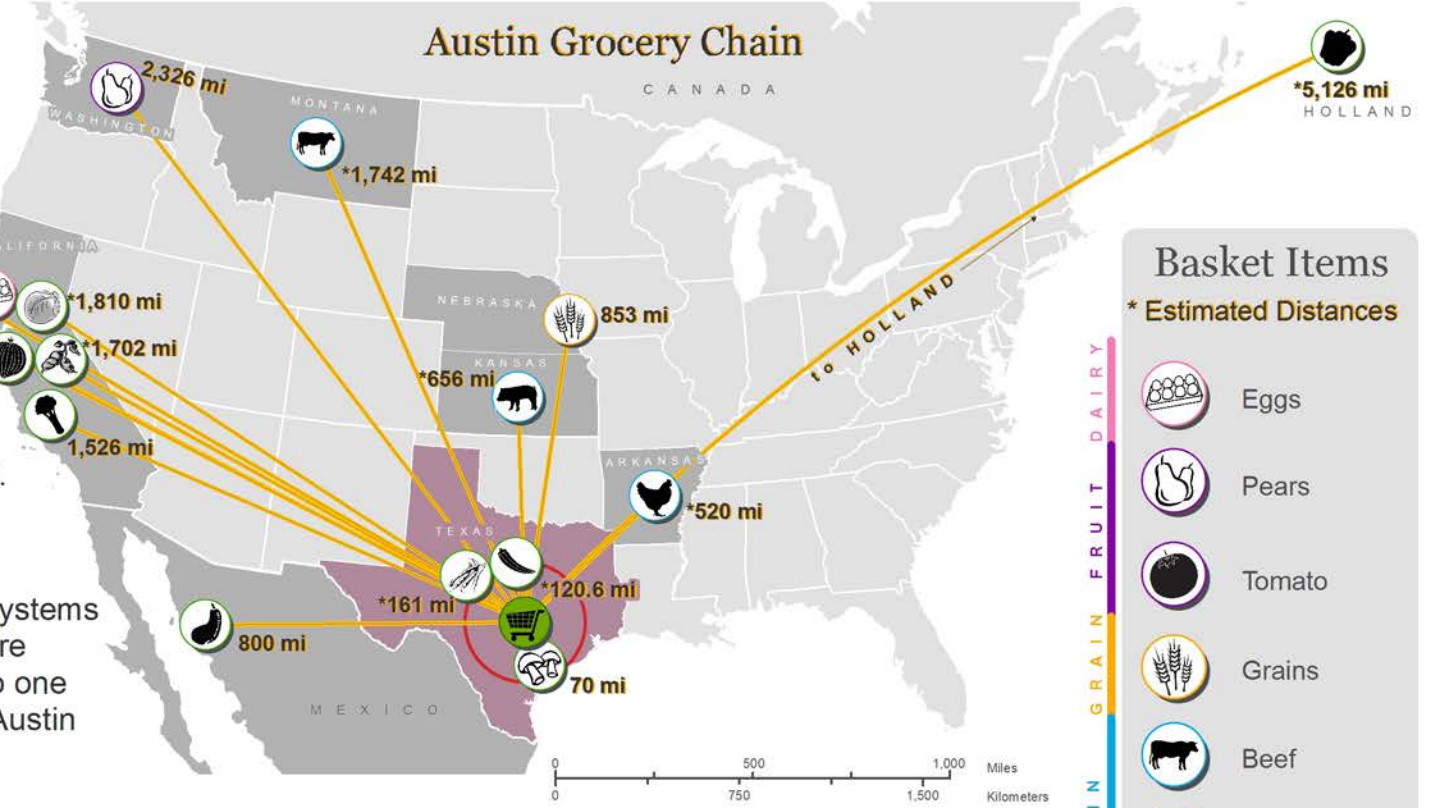 Austin Grocery Chain
CANADA
2,326 mi
WASHINGTON
MONTANA
*1,742 mi
*5,126 mi
HOLLAND
ALIFORNIA
*1,810 mi
*1,702 mi
1,526 mi
NEBRASKA
853 mi
KANSAS
*656 mi
to HOLLAND
ARKANSAS
*520 mi
TEXAS
*161 mi
*120.6 mi
800 mi
70 mi
MEXICO
ystems
re
o one
Austin
0 500 1,000 Miles
0 750 1,500 Kilometers
Basket Items
* Estimated Distances
DAIRY
Eggs
FRUIT
Pears
Tomato
GRAIN
Grains
Beef
IN